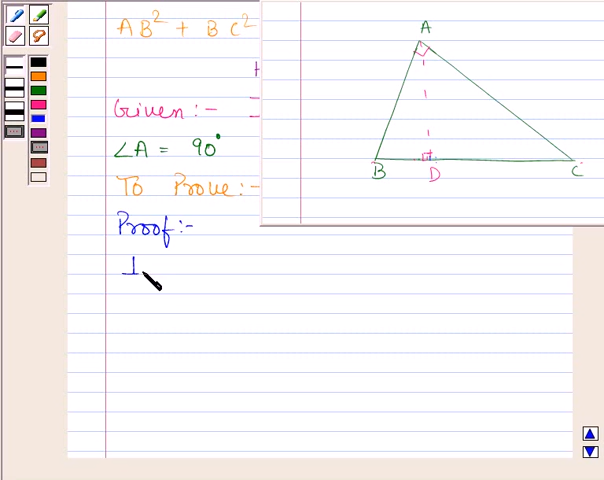 AB² + BC²
Given:-
∠A = 90°
To Prove:-
Proof:-
A
B
D
C